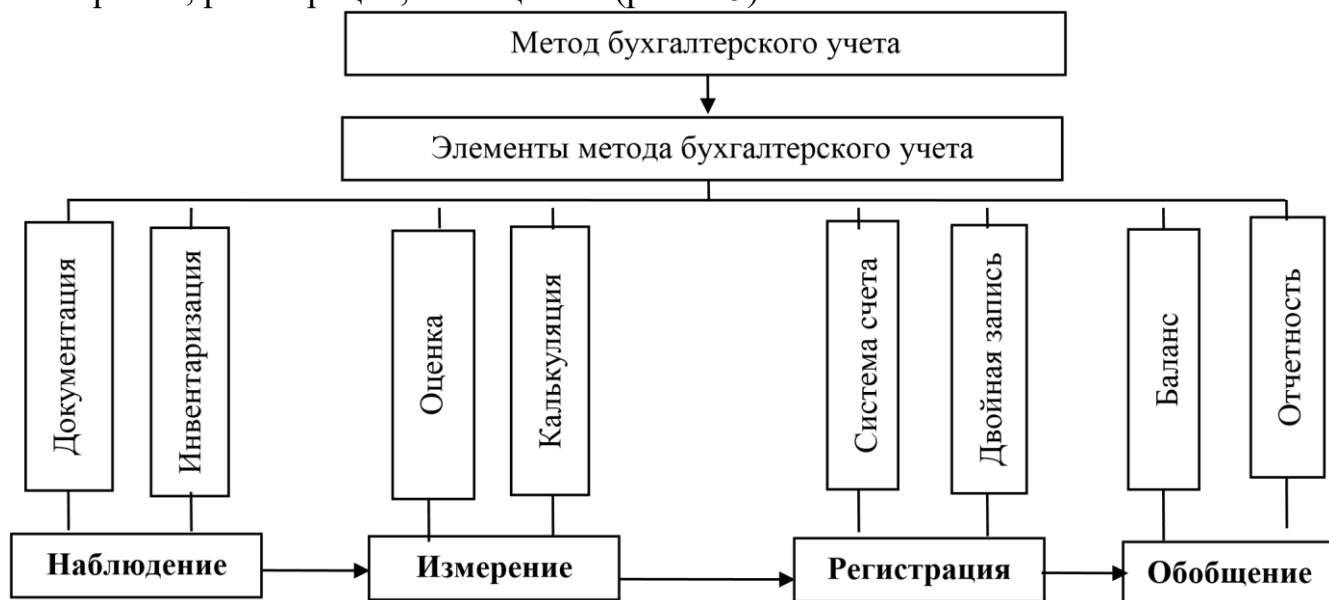 Метод бухгалтерского учета
Элементы метода бухгалтерского учета
Документация
Инвентаризация
Оценка
Калькуляция
Система счета
Двойная запись
Баланс
Отчетность
Наблюдение
Измерение
Регистрация
Обобщение